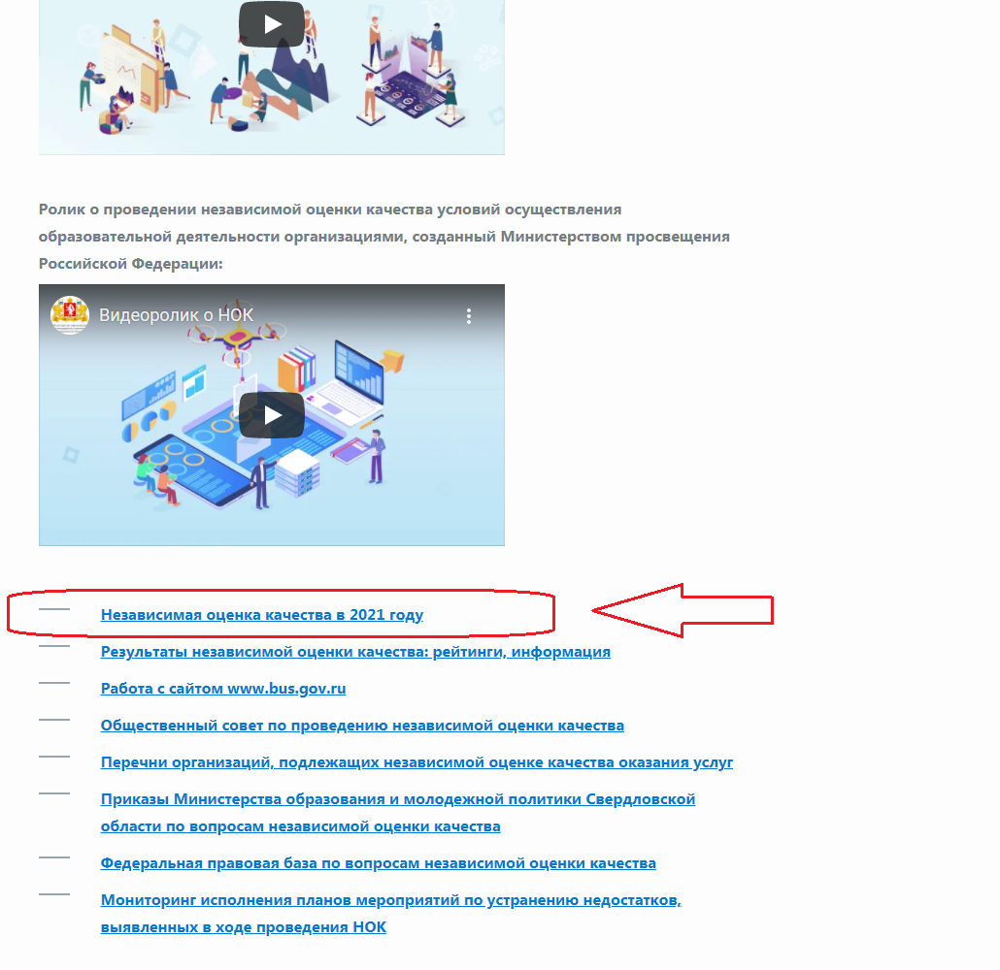 Ролик о проведении независимой оценки качества условий осуществления
образовательной деятельности организациями, созданный Министерством просвещения
Российской Федерации:
Видеоролик о НОК
Независимая оценка качества в 2021 году
Результаты независимой оценки качества: рейтинги, информация
Работа с сайтом www.bus.gov.ru
Общественный совет по проведению независимой оценки качества
Перечни организаций, подлежащих независимой оценке качества оказания услуг
Приказы Министерства образования и молодежной политики Свердловской
области по вопросам независимой оценки качества
Федеральная правовая база по вопросам независимой оценки качества
Мониторинг исполнения планов мероприятий по устранению недостатков,
выявленных в ходе проведения НОК